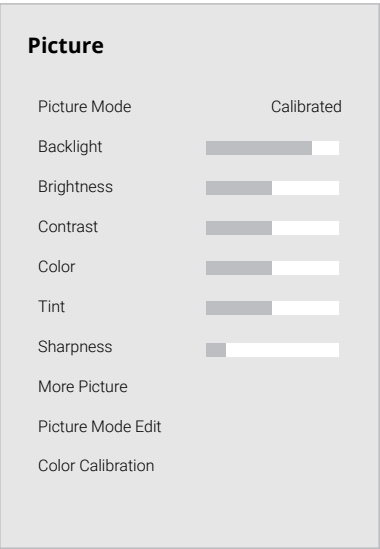 Picture
Picture Mode Calibrated
Backlight
Brightness
Contrast
Color
Tint
Sharpness
More Picture
Picture Mode Edit
Color Calibration